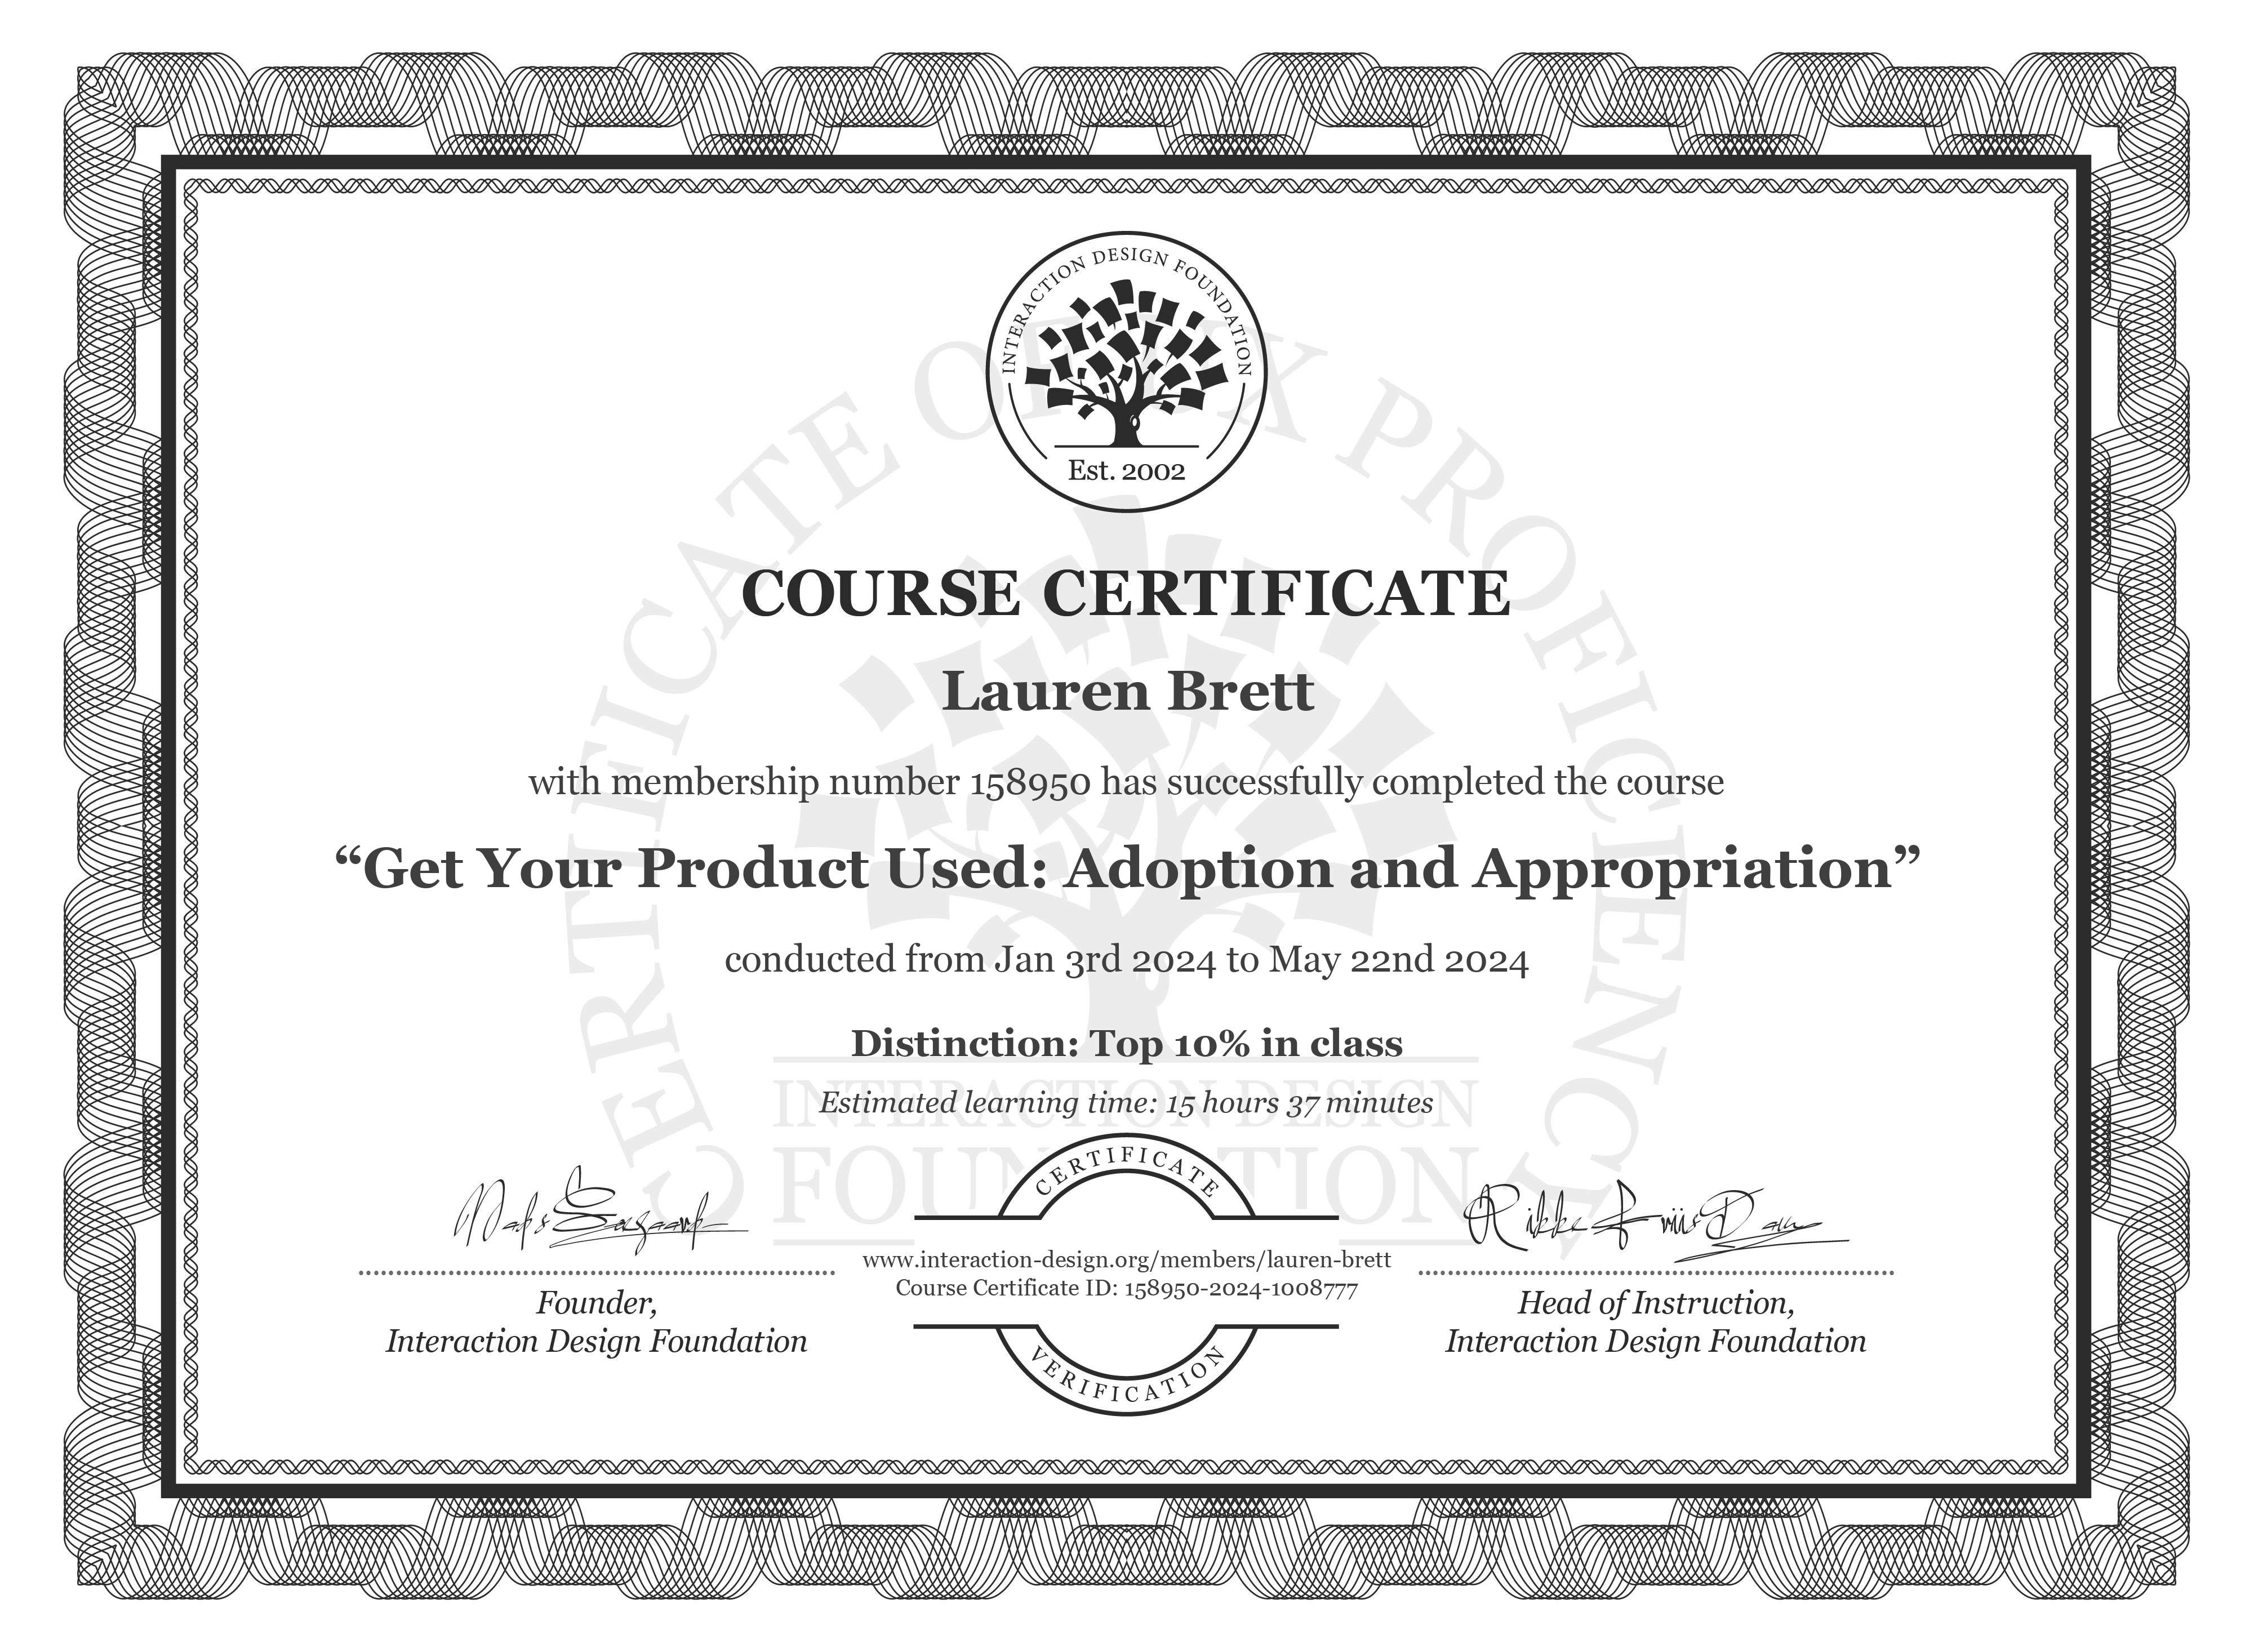 INTERACTION DESIGN FOUNDATION
Est. 2002
CERTIFICATE OF UX PROFICIENCY
COURSE CERTIFICATE
Lauren Brett
with membership number 158950 has successfully completed the course
“Get Your Product Used: Adoption and Appropriation”
conducted from Jan 3rd 2024 to May 22nd 2024
Distinction: Top 10% in class
INTERACTION DESIGN
Estimated learning time: 15 hours 37 minutes
FOUNDATION
CERTIFICATE
www.interaction-design.org/members/lauren-brett
Course Certificate ID: 158950-2024-1008777
VERIFICATION
Founder,
Interaction Design Foundation
Rikke Friis Dam
Head of Instruction,
Interaction Design Foundation